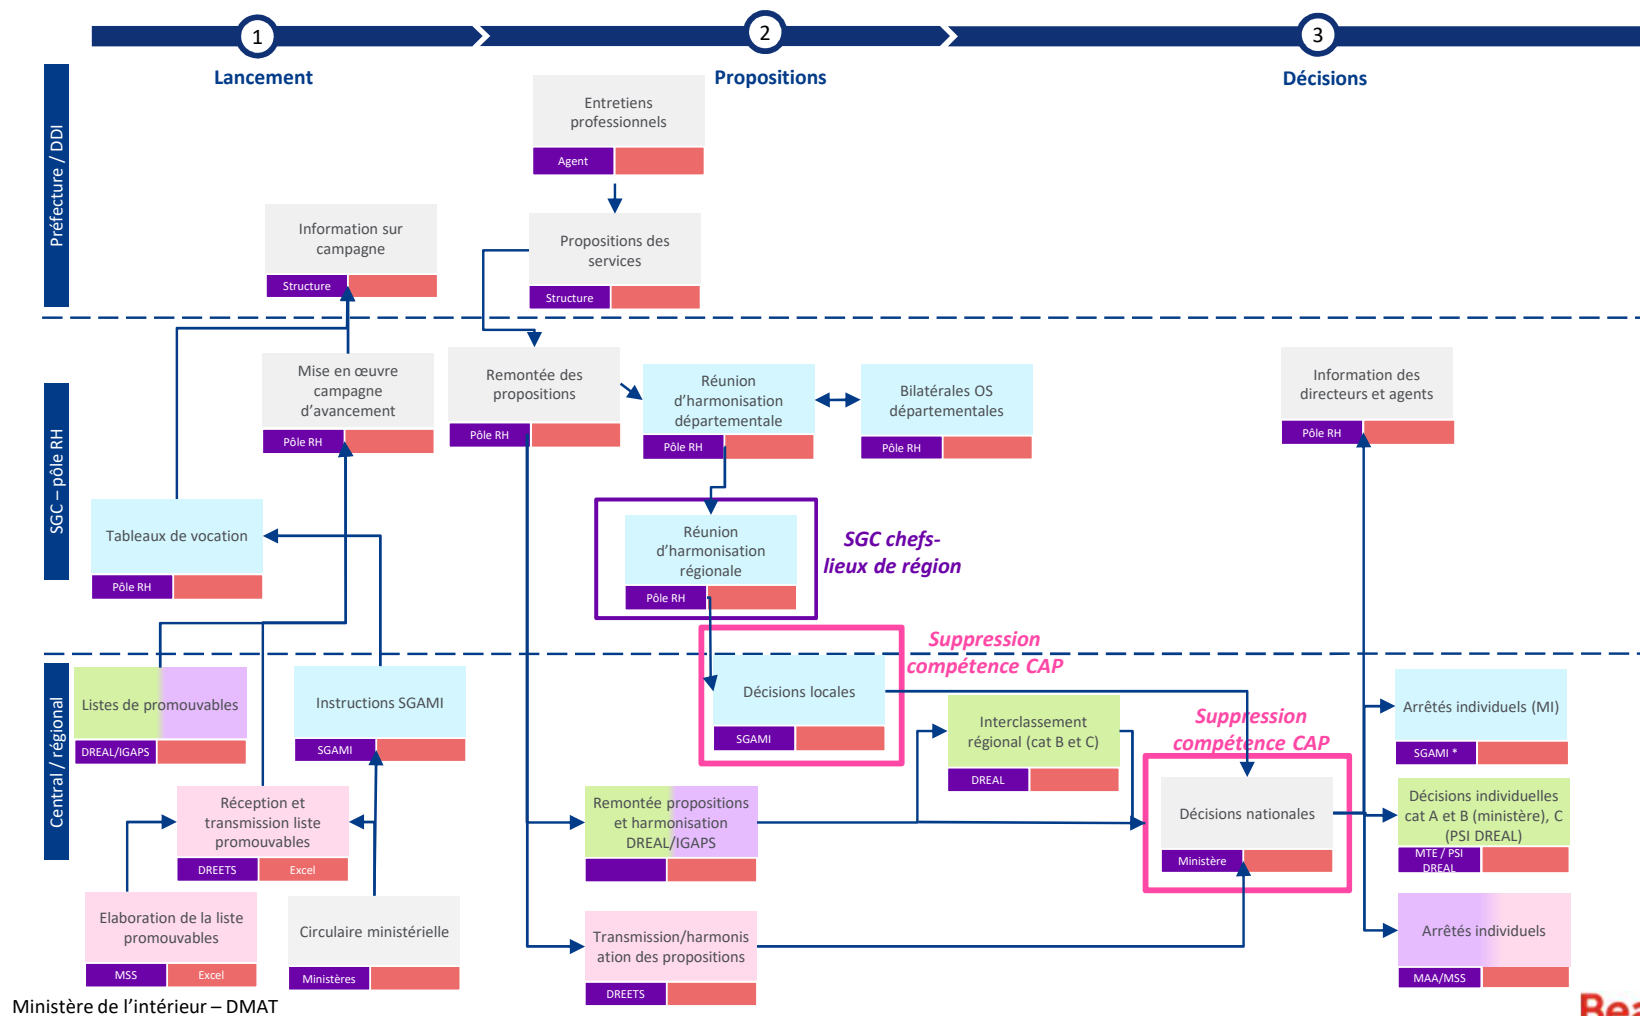 1
2
3
Lancement
Propositions
Décisions
Préfecture / DDI
Entretiens
professionnels
Agent
Information sur
campagne
Structure
Propositions des
services
Structure
SGC – pôle RH
Mise en œuvre
campagne
d'avancement
Pôle RH
Remontée des
propositions
Pôle RH
Réunion
d'harmonisation
départementale
Pôle RH
Bilatérales OS
départementales
Pôle RH
Information des
directeurs et agents
Pôle RH
Tableaux de vocation
Pôle RH
Réunion
d'harmonisation
régionale
Pôle RH
SGC chefs-
lieux de région
Central / régional
Listes de promouvables
DREAL/IGAPS
Instructions SGAMI
SGAMI
Suppression
compétence CAP
Décisions locales
SGAMI
Interclassement
régional (cat B et C)
DREAL
Suppression
compétence CAP
Arrêtés individuels (MI)
SGAMI *
Réception et
transmission liste
promouvables
DREETS
Excel
Remontée propositions
et harmonisation
DREAL/IGAPS
Décisions nationales
Ministère
Décisions individuelles
cat A et B (ministère), C
(PSI DREAL)
MTE / PSI
DREAL
Elaboration de la liste
promouvables
MSS
Excel
Circulaire ministérielle
Ministères
Transmission/harmonis
ation des propositions
DREETS
Arrêtés individuels
MAA/MSS
Ministère de l'intérieur – DMAT
Bea